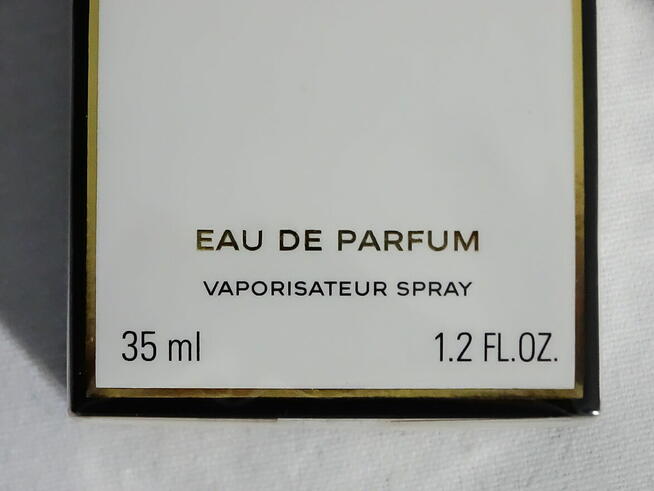 EAU DE PARFUM
VAPORISATEUR SPRAY
35 ml 1.2 FL.OZ.